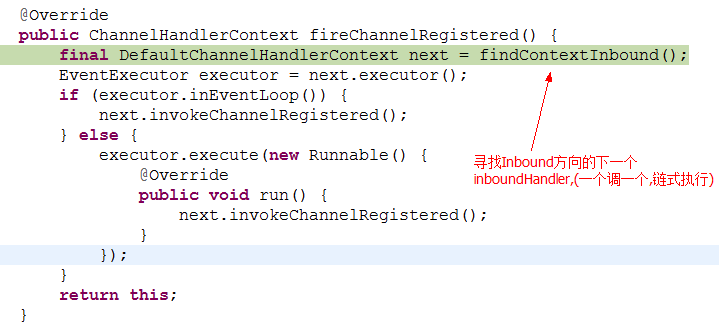 @Override
public ChannelHandlerContext fireChannelRegistered() {
final DefaultChannelHandlerContext next = findContextInbound();
EventExecutor executor = next.executor();
if (executor.inEventLoop()) {
next.invokeChannelRegistered();
} else {
executor.execute(new Runnable() {
@Override
public void run() {
next.invokeChannelRegistered();
}
});
}
return this;
}
寻找Inbound方向的下一个
inboundHandler,(一个调一个,链式执行)